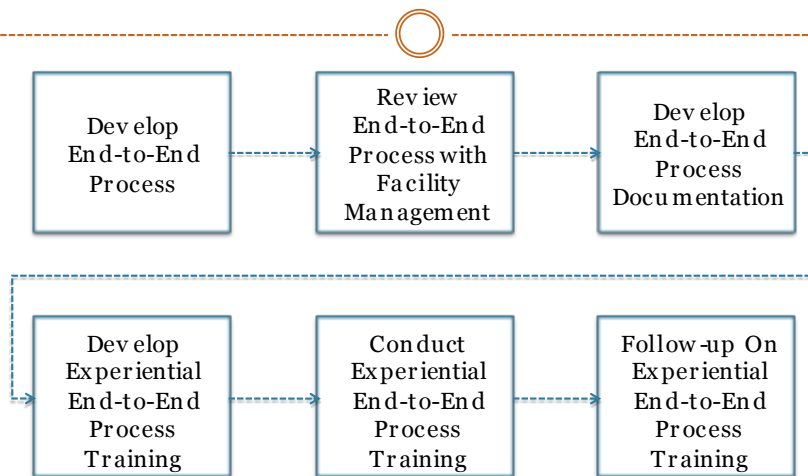 Develop
End-to-End
Process
Review
End-to-End
Process with
Facility
Management
Develop
End-to-End
Process
Documentation
Develop
Experiential
End-to-End
Process
Training
Conduct
Experiential
End-to-End
Process
Training
Follow-up On
Experiential
End-to-End
Process
Training